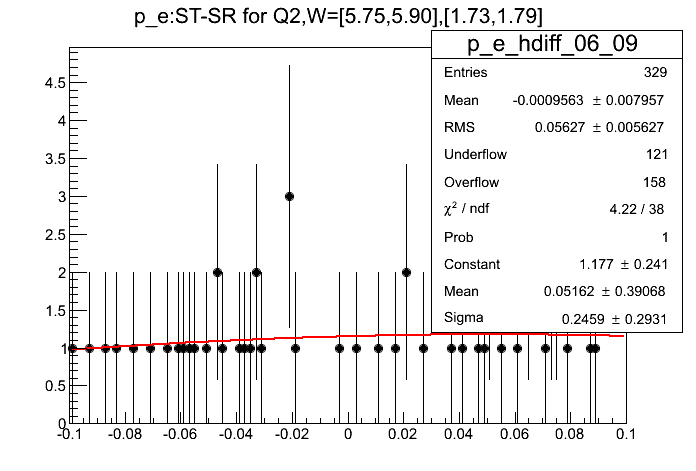 p_e:ST-SR for Q2,W=[5.75,5.90],[1.73,1.79]
p_e_hdiff_06_09
Entries 329
Mean -0.0009563 ± 0.007957
RMS 0.05627 ± 0.005627
Underflow 121
Overflow 158
χ² / ndf 4.22 / 38
Prob 1
Constant 1.177 ± 0.241
Mean 0.05162 ± 0.39068
Sigma 0.2459 ± 0.2931
4.5
4
3.5
3
2.5
2
1.5
1
0.5
0
-0.1 -0.08 -0.06 -0.04 -0.02 0 0.02 0.04 0.06 0.08 0.1